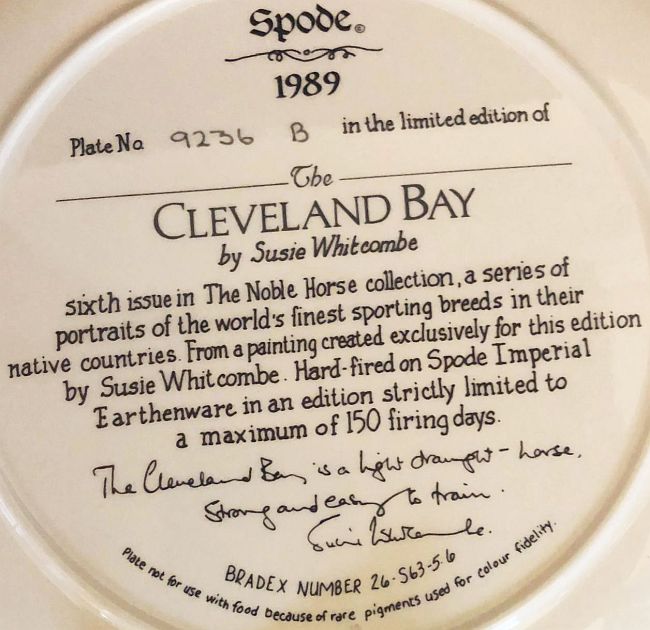 Spode®
1989
Plate No 9236 B in the limited edition of
The
CLEVELAND BAY
by Susie Whitcombe
sixth issue in The Noble Horse collection, a series of
portraits of the world's finest sporting breeds in their
native countries. From a painting created exclusively for this edition
by Susie Whitcombe. Hard-fired on Spode Imperial
Earthenware in an edition strictly limited to
a maximum of 150 firing days.
The Cleveland Bay is a light draught-horse,
strong and easy to train.
Susie Whitcombe.
BRADEX NUMBER 26-S63-5.6
Plate not for use with food because of rare pigments used for colour fidelity.